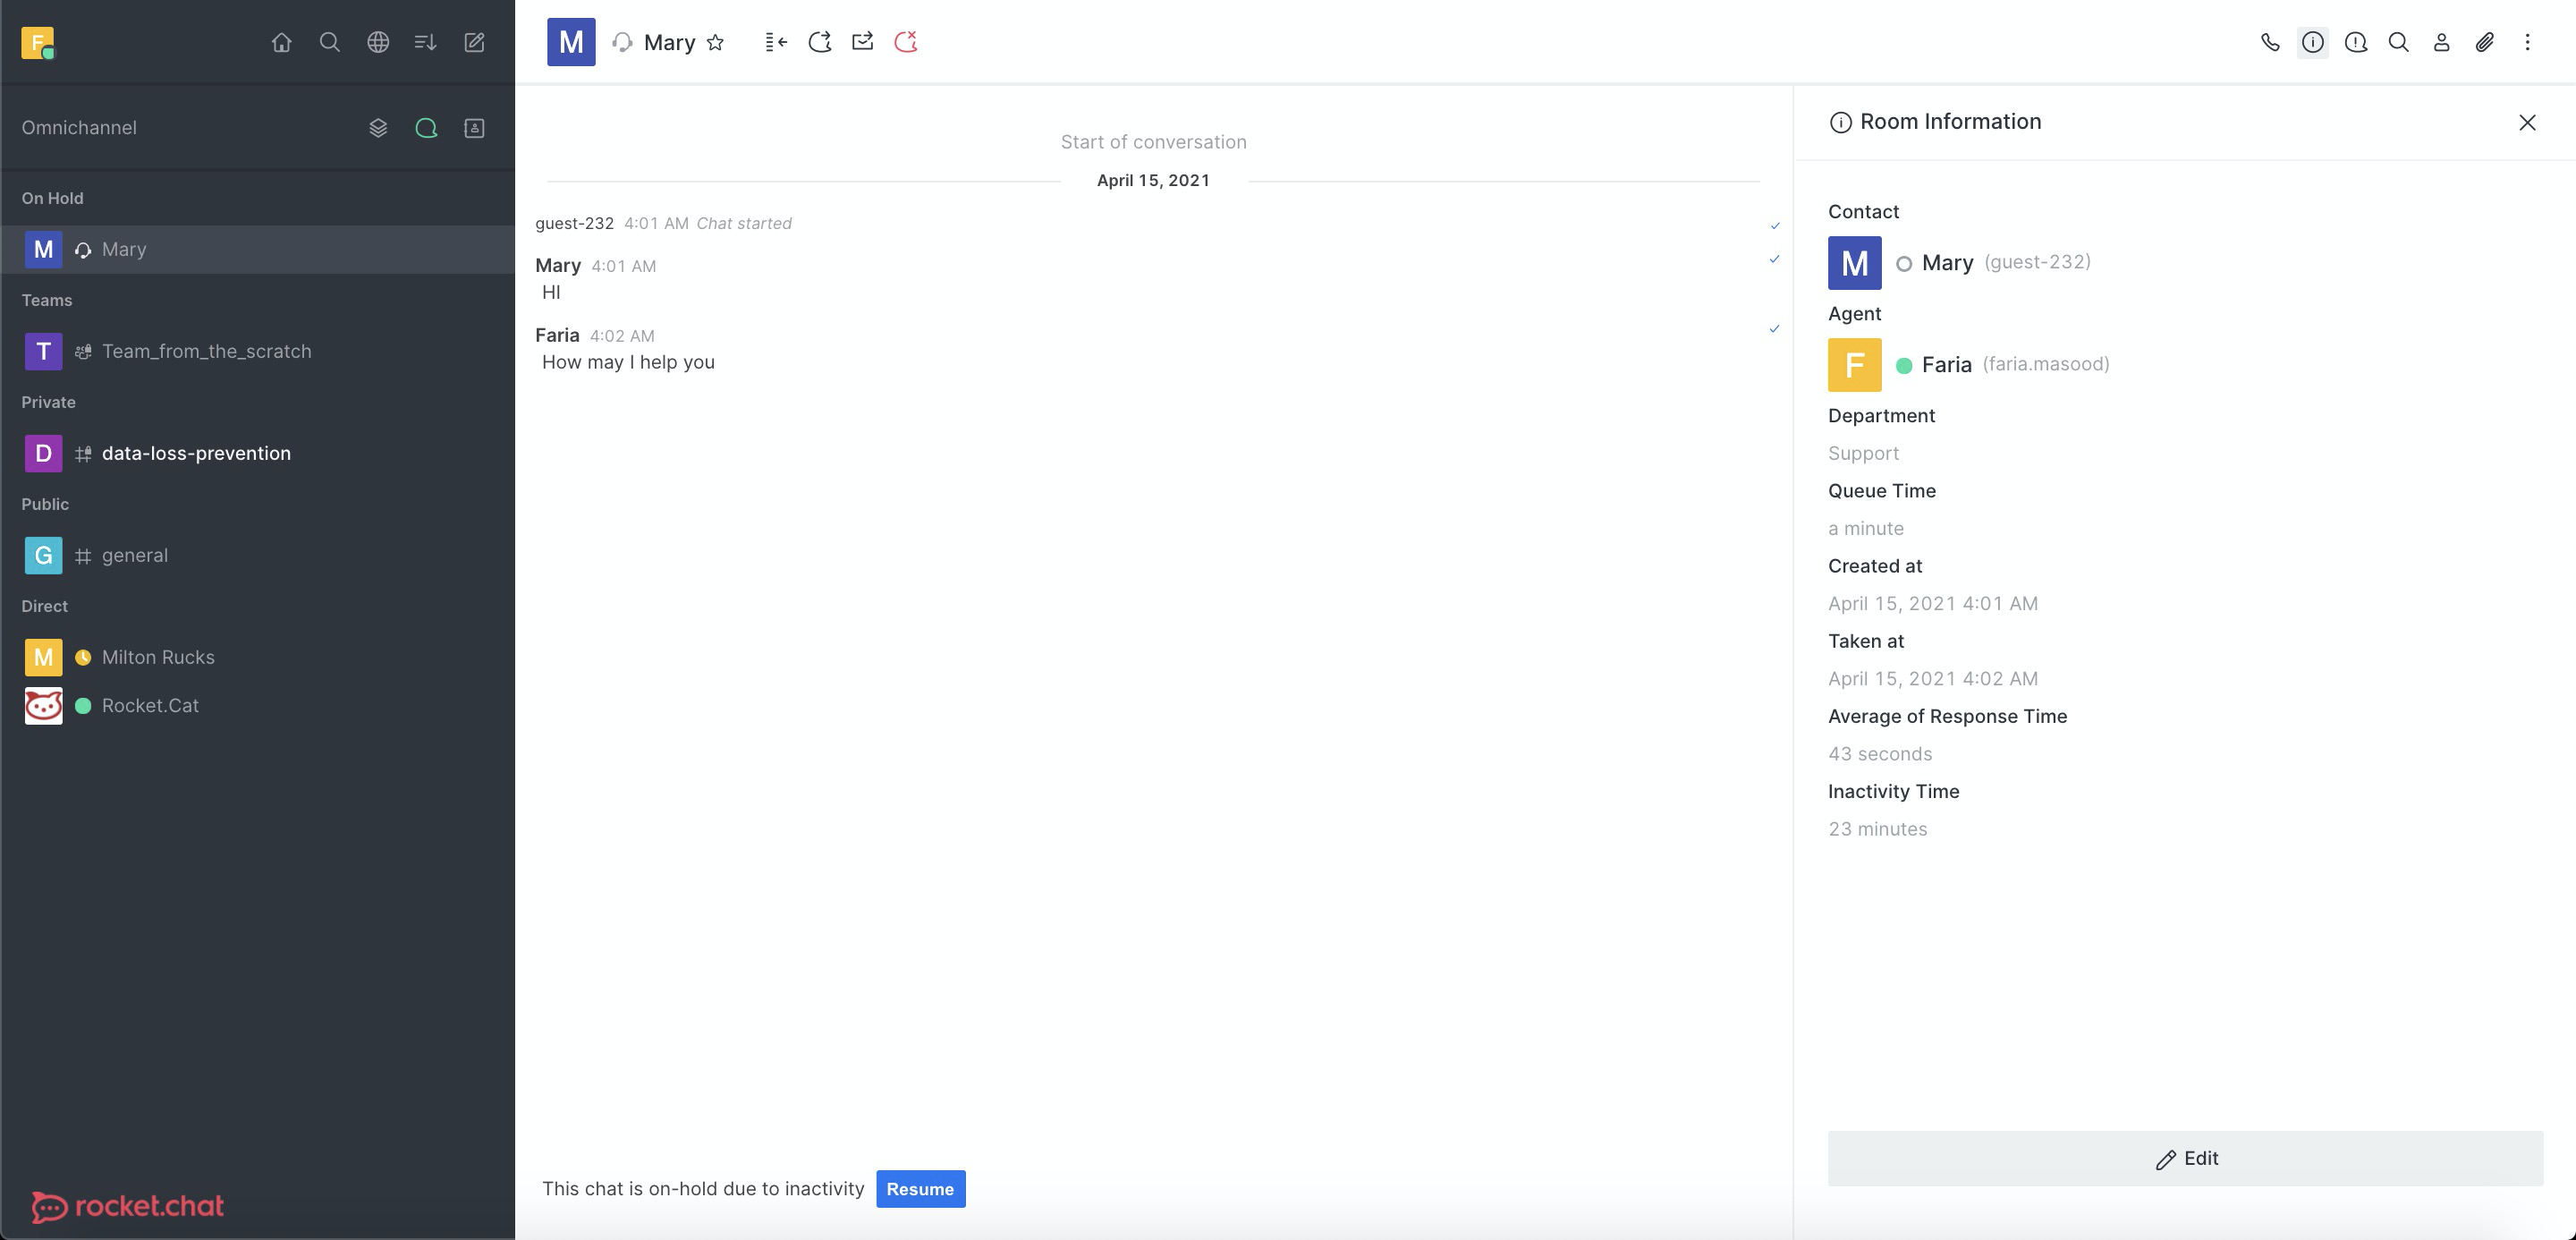 F
M Mary
Omnichannel
On Hold
M Mary
Teams
T Team_from_the_scratch
Private
D data-loss-prevention
Public
G general
Direct
M Milton Rucks
Rocket.Cat
rocket.chat
Start of conversation
April 15, 2021
guest-232 4:01 AM Chat started
Mary 4:01 AM
HI
Faria 4:02 AM
How may I help you
This chat is on-hold due to inactivity Resume
Room Information
Contact
M Mary (guest-232)
Agent
F Faria (faria.masood)
Department
Support
Queue Time
a minute
Created at
April 15, 2021 4:01 AM
Taken at
April 15, 2021 4:02 AM
Average of Response Time
43 seconds
Inactivity Time
23 minutes
Edit